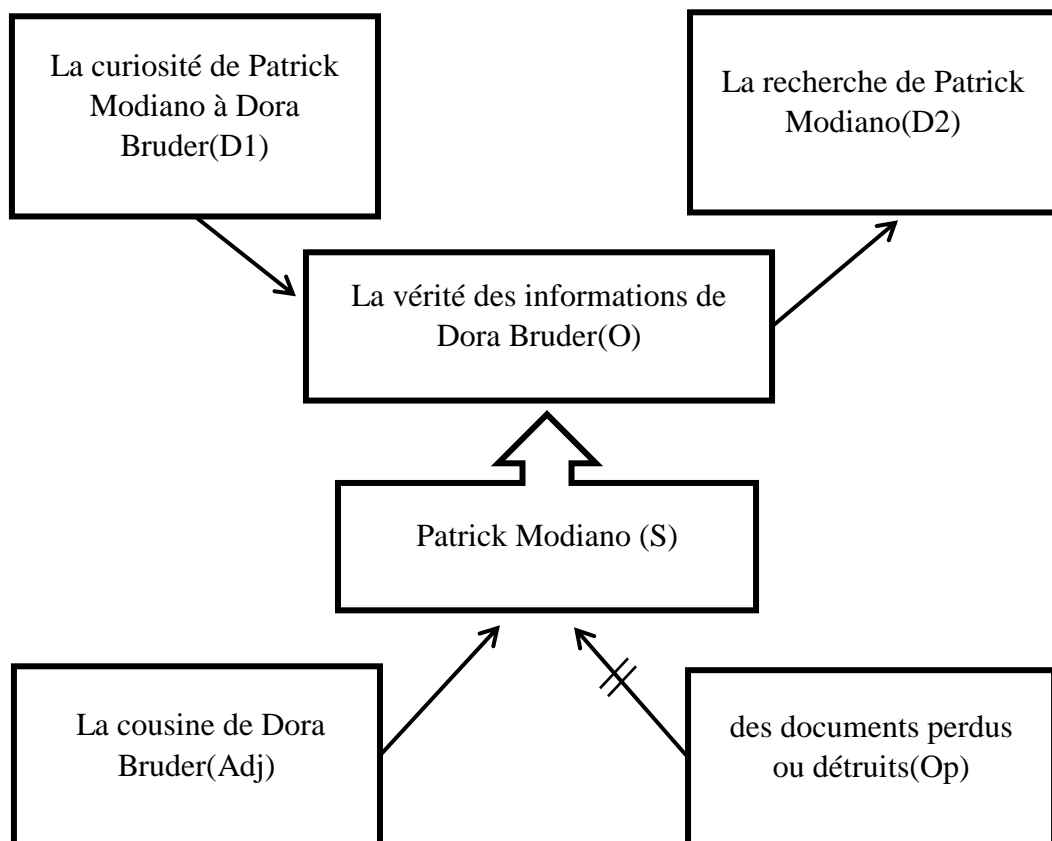 La curiosité de Patrick
Modiano à Dora
Bruder(D1)
La recherche de Patrick
Modiano(D2)
La vérité des informations de
Dora Bruder(O)
Patrick Modiano (S)
La cousine de Dora
Bruder(Adj)
des documents perdus
ou détruits(Op)